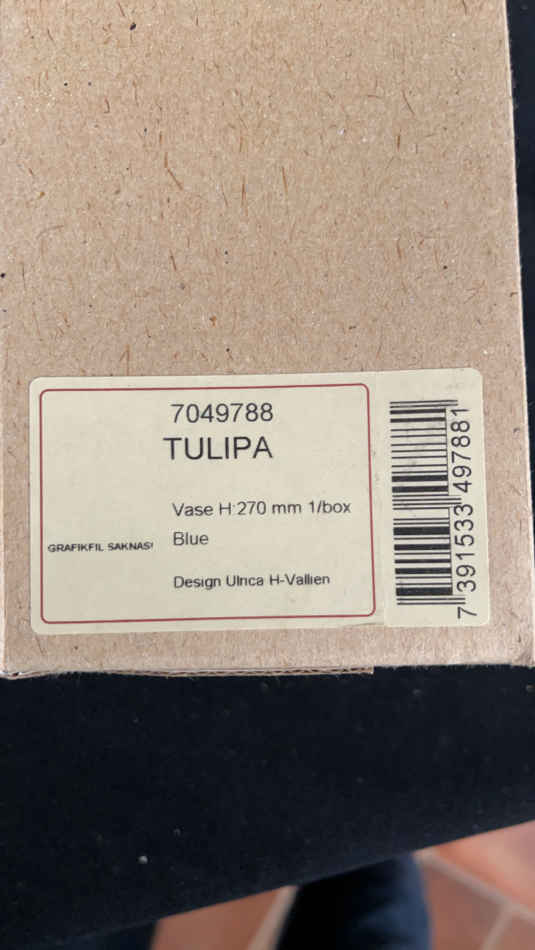 7049788
TULIPA
Vase H:270 mm 1/box
GRAFIKFIL SAKNAS!
Blue
Design Ulrica H-Vallien
7 391533 497881